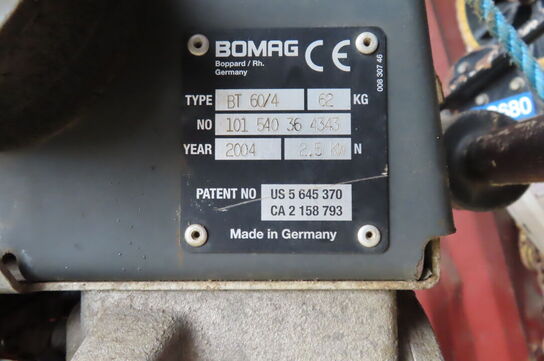 BOMAG CE
Boppard / Rh.
Germany
008 307 46
TYPE BT 60/4 62 KG
NO 101 540 36 4343
YEAR 2004 2.5 KW N
PATENT NO US 5 645 370
CA 2 158 793
Made in Germany